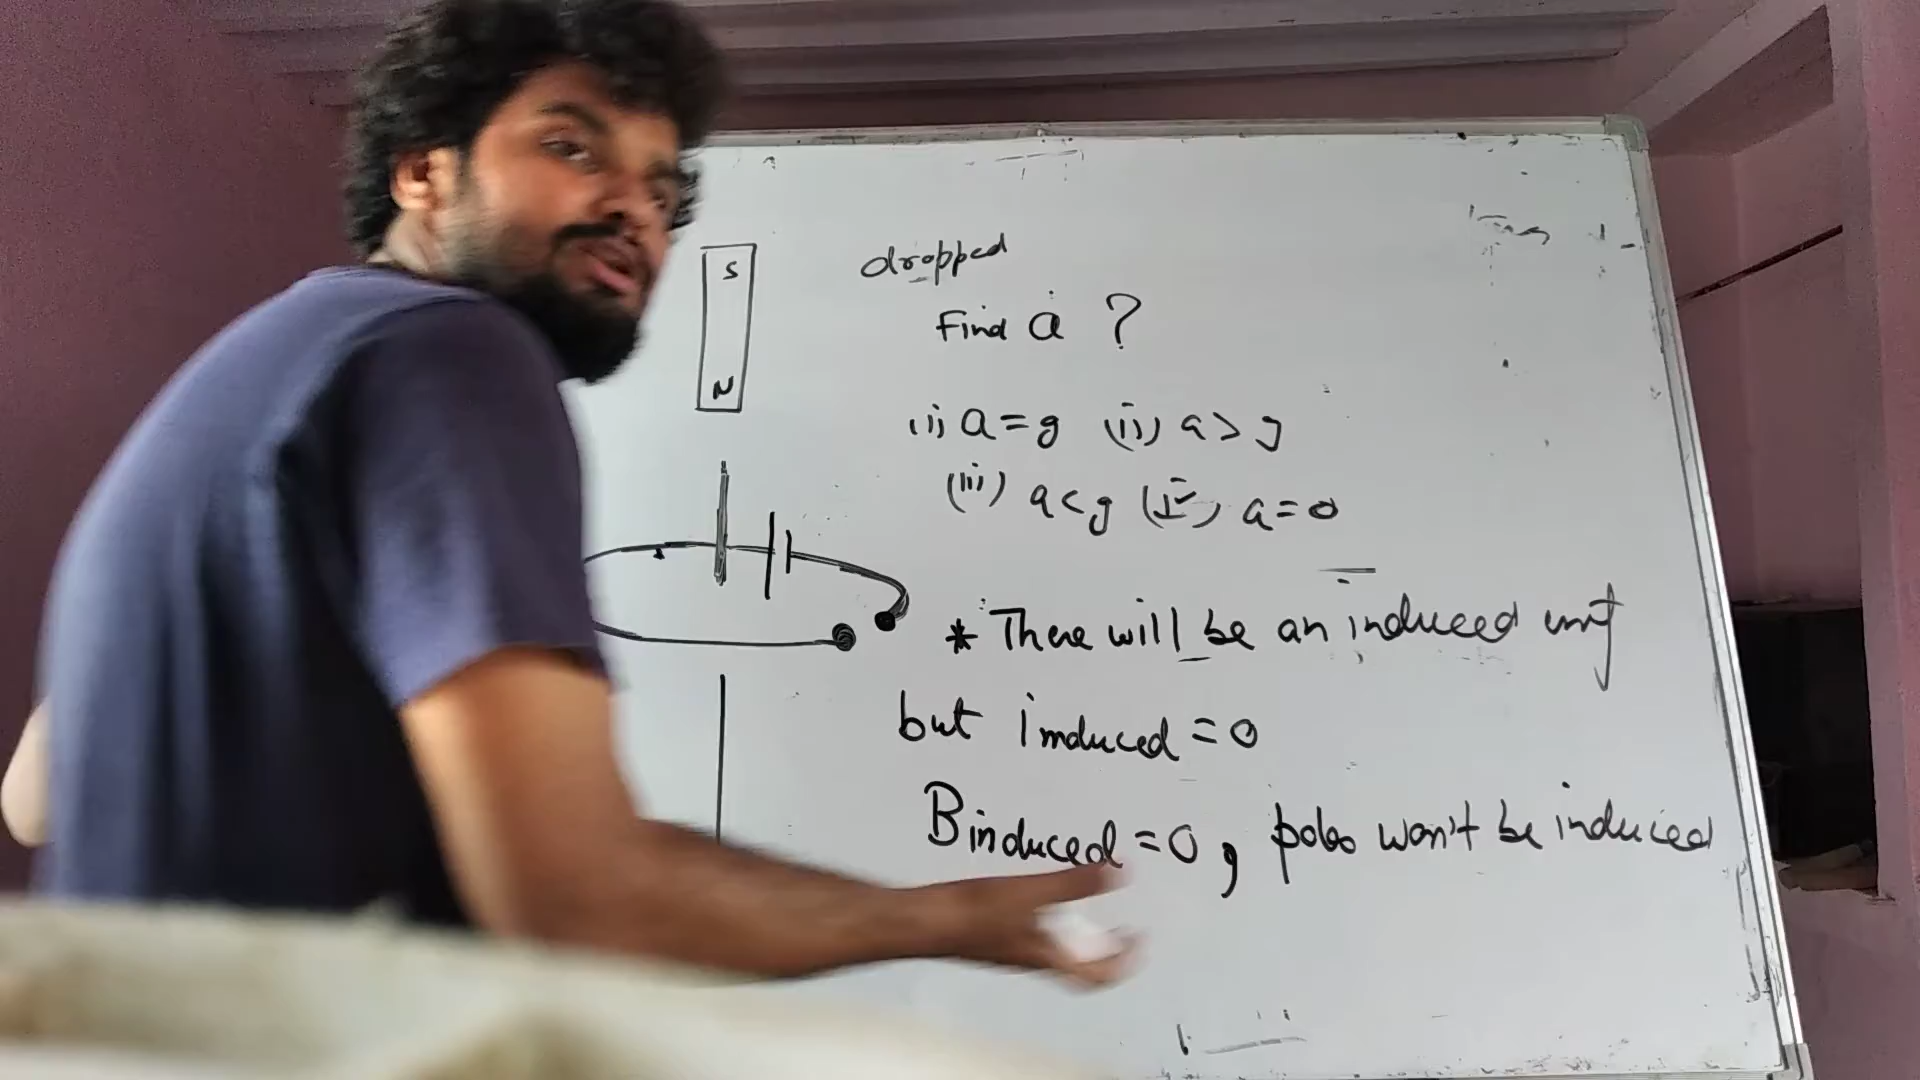 S
N
dropped
Find a ?
(i) a = g (ii) a > g
(iii) a < g (iv) a = 0
* There will be an induced emf
but i induced = 0
B induced = 0 , poles won't be induced